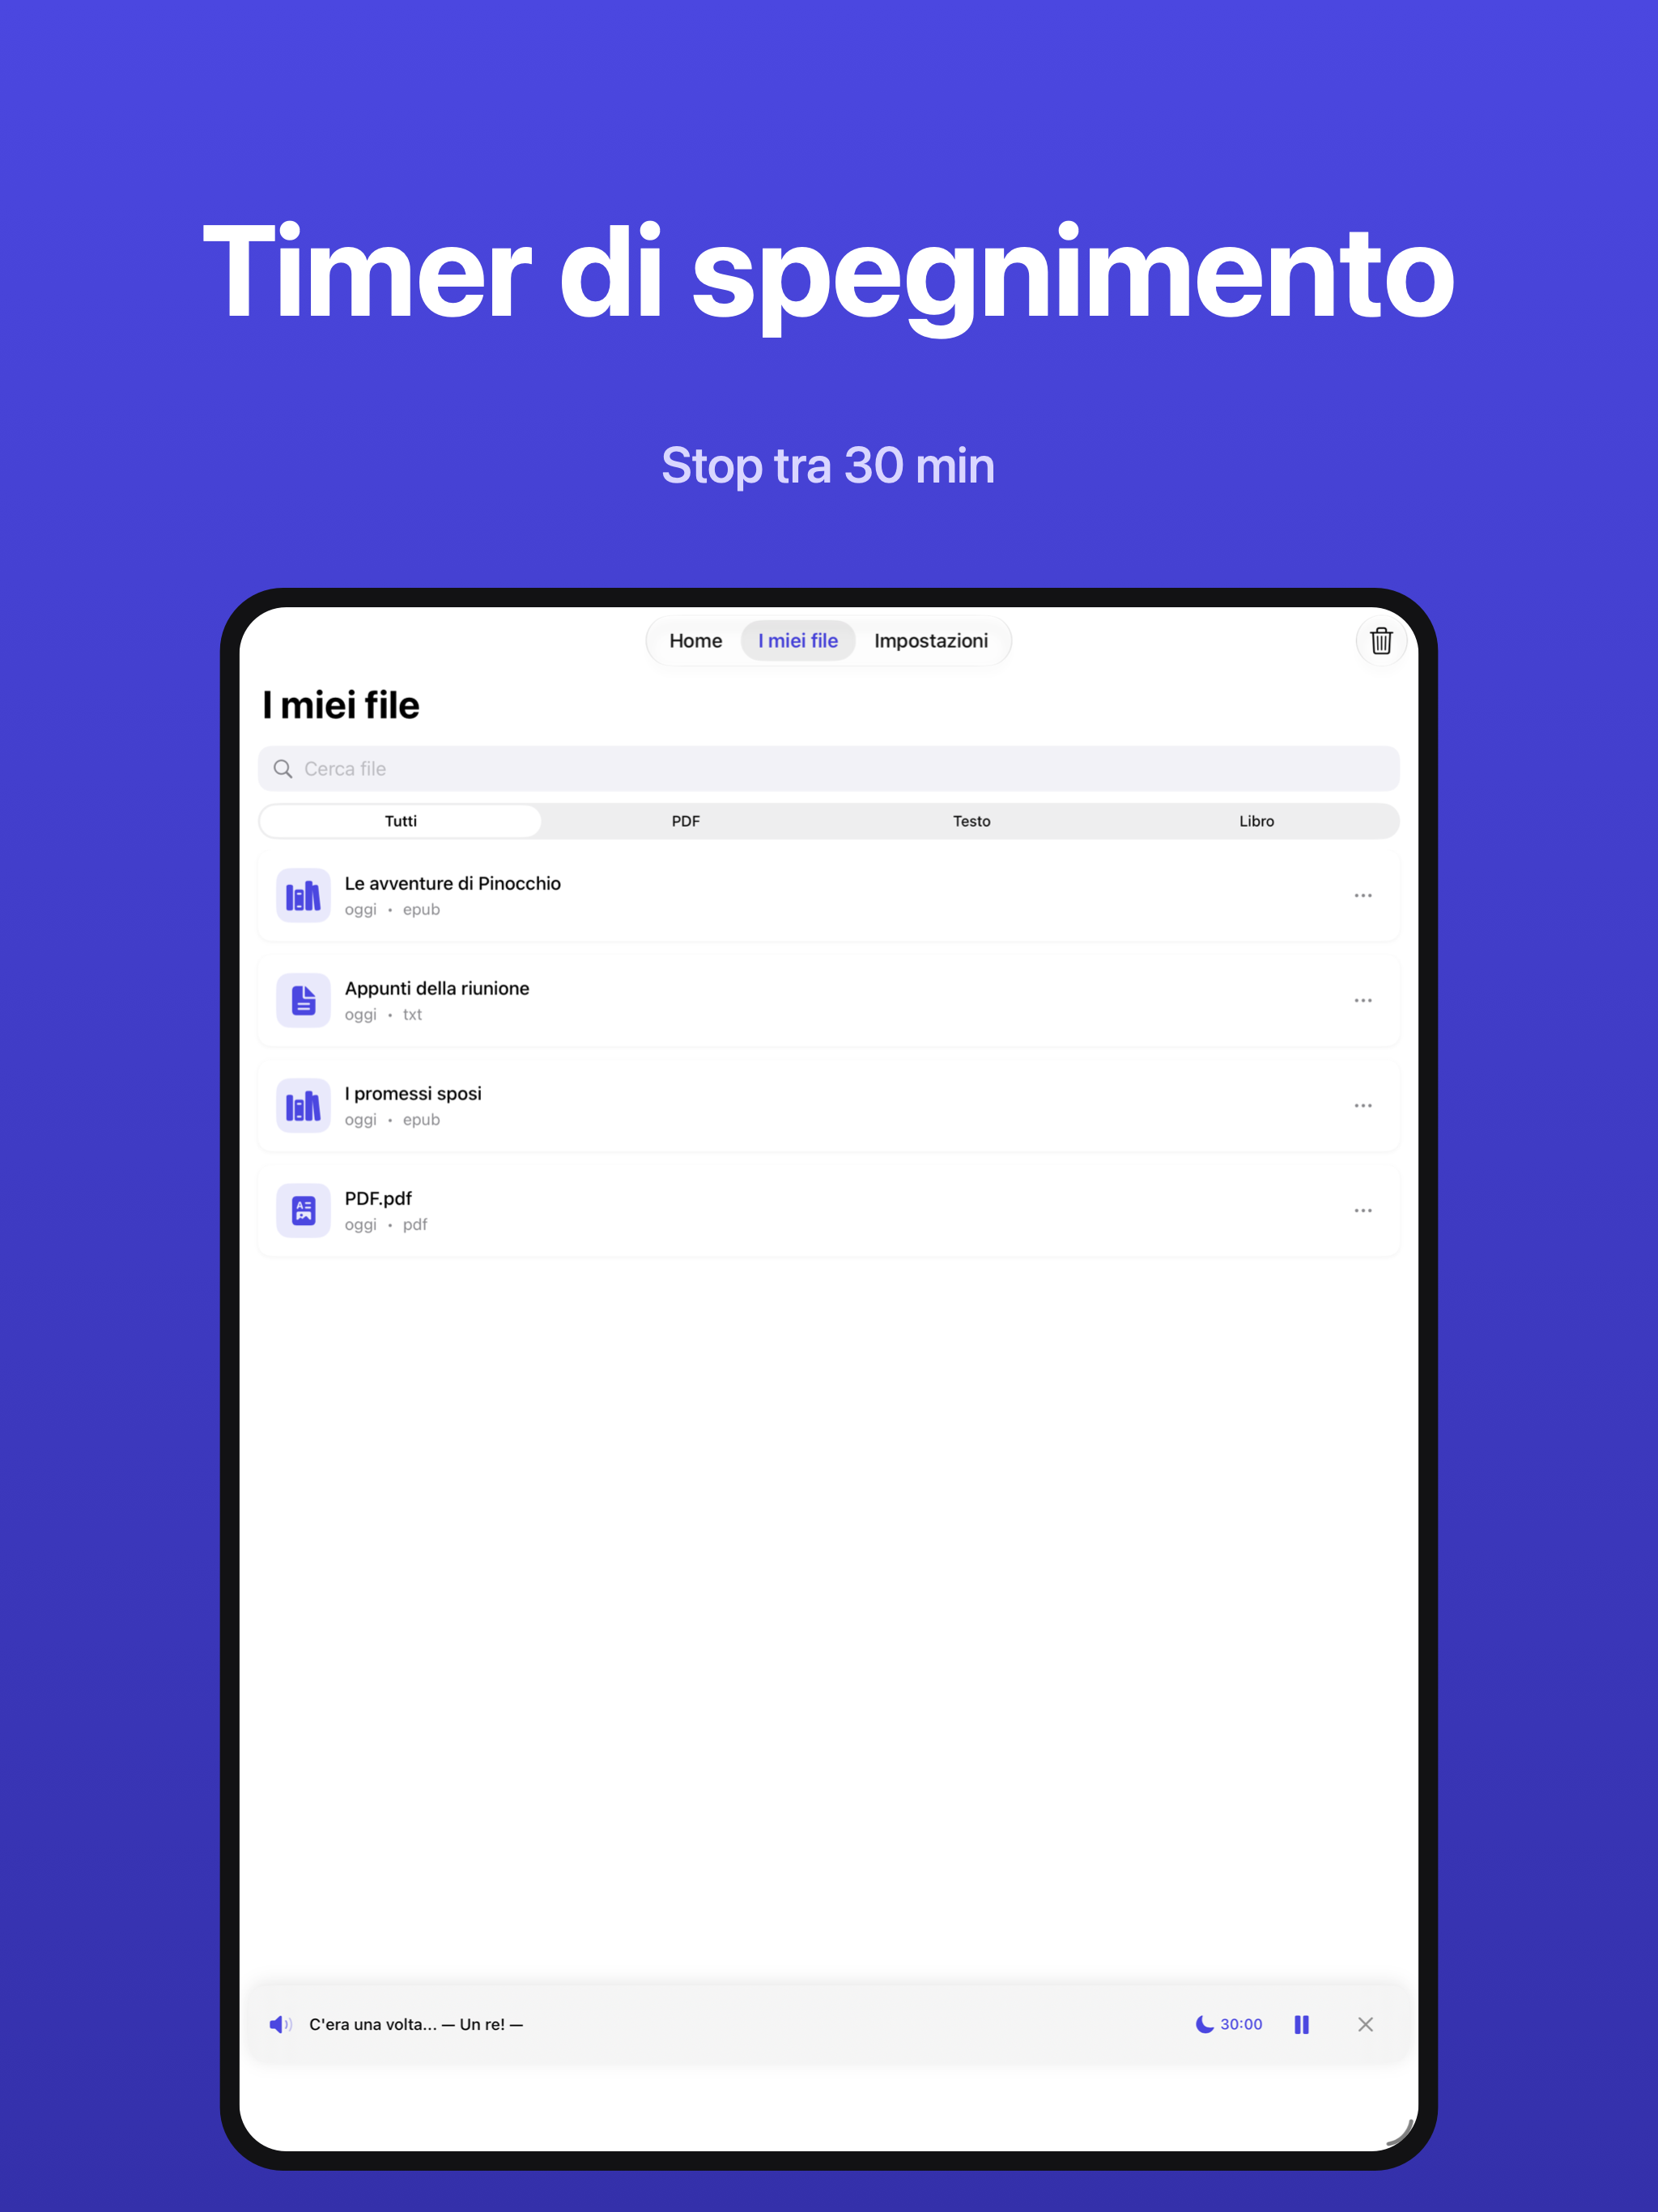 Timer di spegnimento
Stop tra 30 min
Home I miei file Impostazioni
I miei file
Cerca file
Tutti PDF Testo Libro
Le avventure di Pinocchio
oggi • epub
Appunti della riunione
oggi • txt
I promessi sposi
oggi • epub
PDF.pdf
oggi • pdf
C'era una volta... — Un re! — 30:00